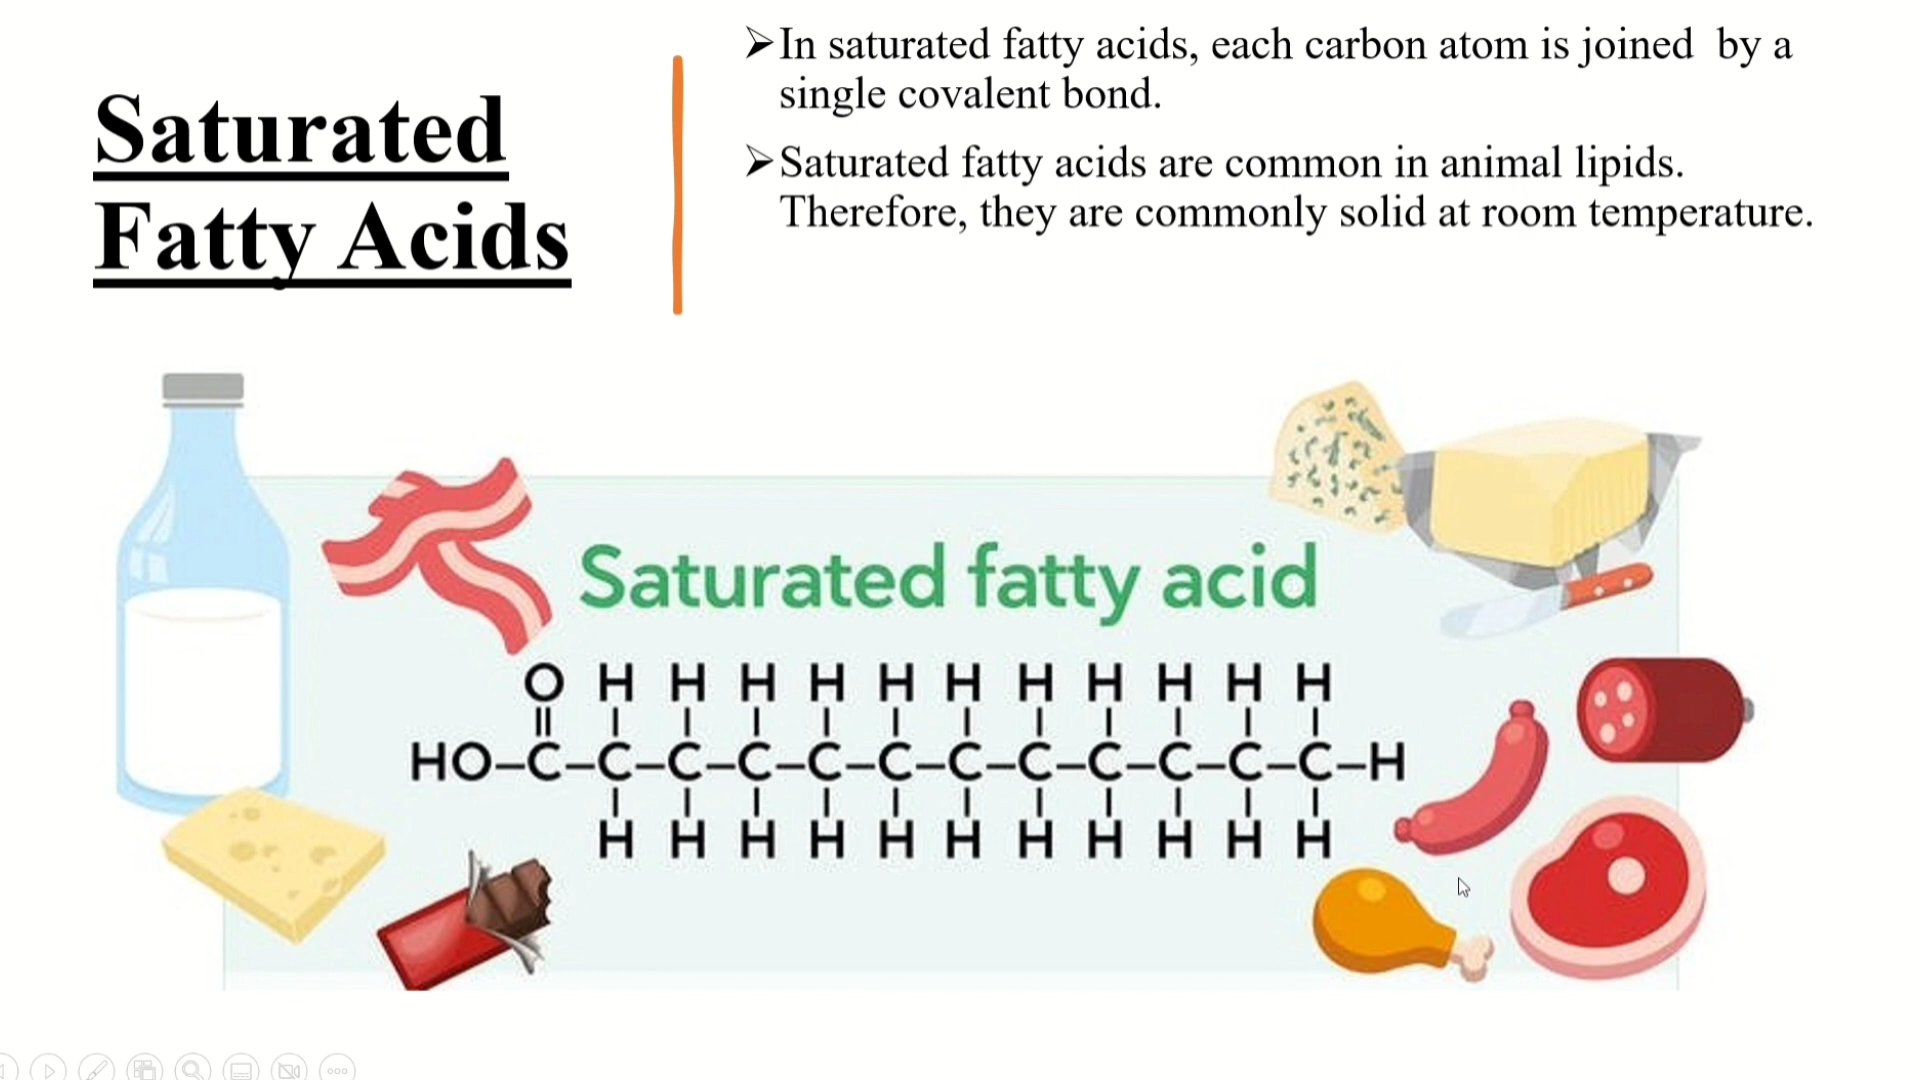 Saturated
Fatty Acids
➢In saturated fatty acids, each carbon atom is joined by a
single covalent bond.
➢Saturated fatty acids are common in animal lipids.
Therefore, they are commonly solid at room temperature.
Saturated fatty acid
O H H H H H H H H H H H
HO–C–C–C–C–C–C–C–C–C–C–C–C–H
H H H H H H H H H H H